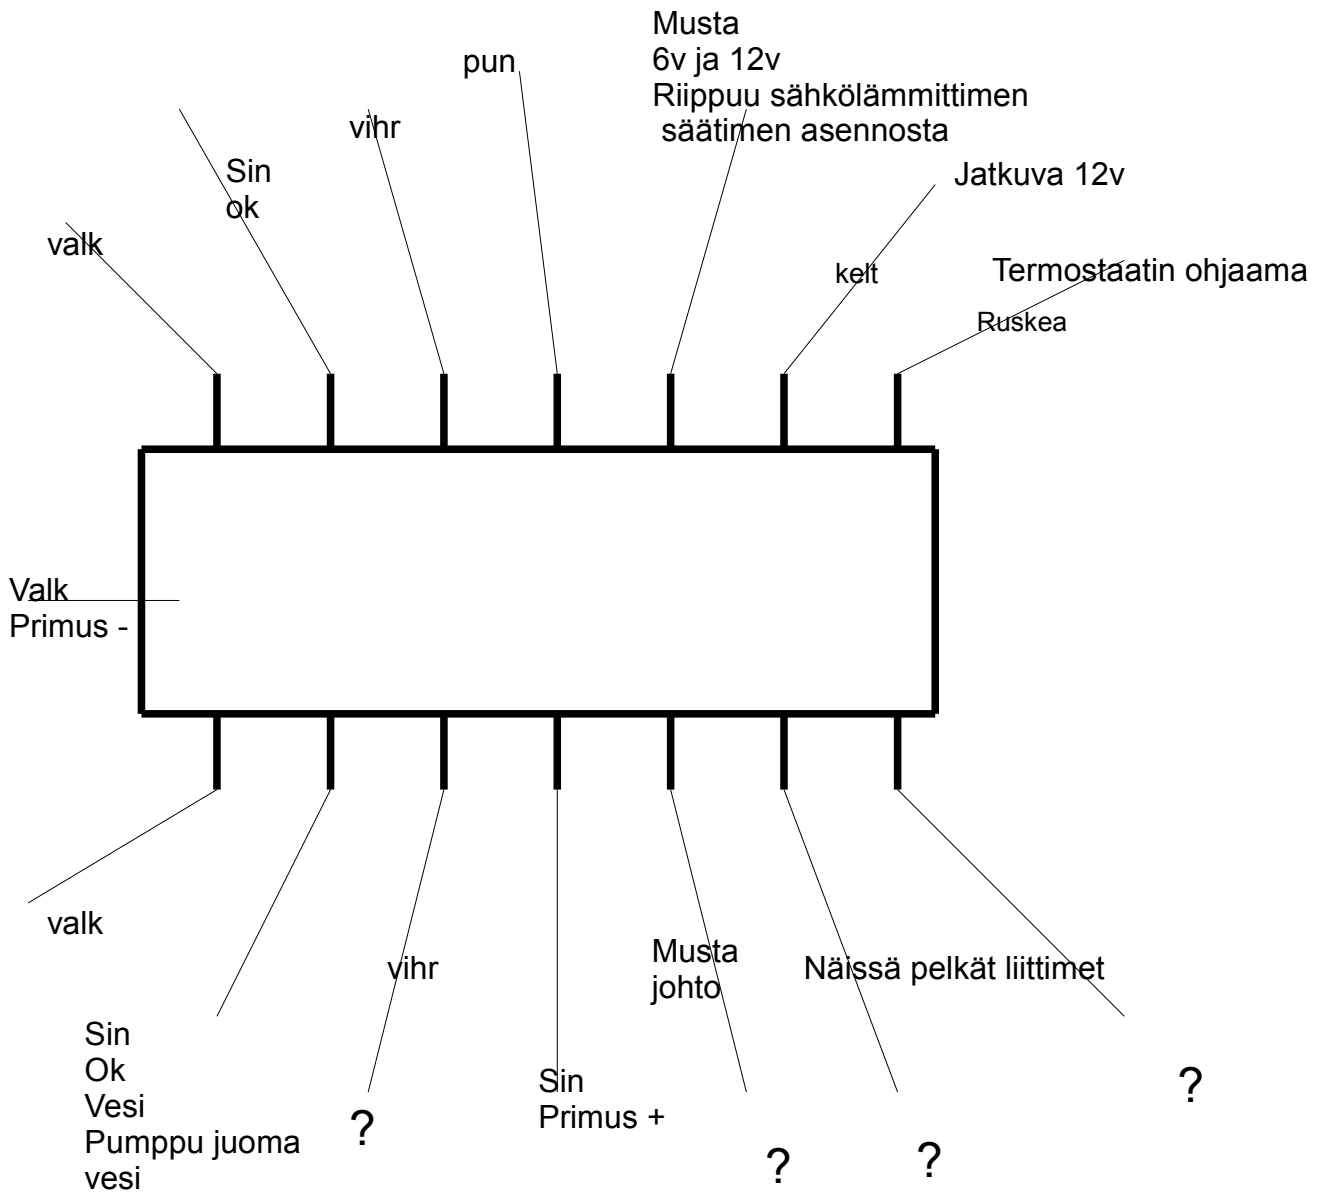 Musta
6v ja 12v
Riippuu sähkölämmittimen
säätimen asennosta
pun
vihr
Sin
ok
valk
Jatkuva 12v
kelt
Termostaatin ohjaama
Ruskea
Valk
Primus -
valk
vihr
Musta
johto
Näissä pelkät liittimet
Sin
Ok
Vesi
Pumppu juoma
vesi
?
Sin
Primus +
?
?
?